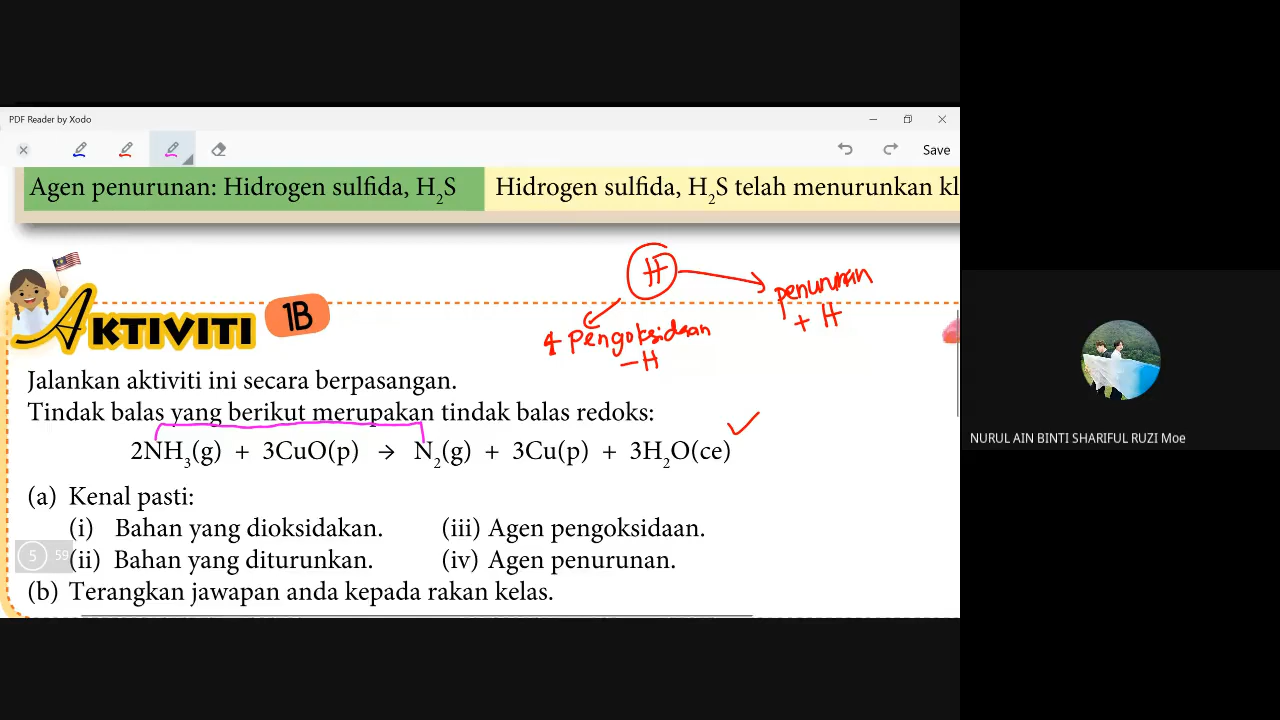 PDF Reader by Xodo
Save
Agen penurunan: Hidrogen sulfida, H₂S
Hidrogen sulfida, H₂S telah menurunkan kl
H
penurunan
+ H
Pengoksidaan
− H
AKTIVITI 1B
Jalankan aktiviti ini secara berpasangan.
Tindak balas yang berikut merupakan tindak balas redoks:
2NH₃(g) + 3CuO(p) → N₂(g) + 3Cu(p) + 3H₂O(ce)
(a) Kenal pasti:
(i) Bahan yang dioksidakan. (iii) Agen pengoksidaan.
5 59
(ii) Bahan yang diturunkan. (iv) Agen penurunan.
(b) Terangkan jawapan anda kepada rakan kelas.
NURUL AIN BINTI SHARIFUL RUZI Moe